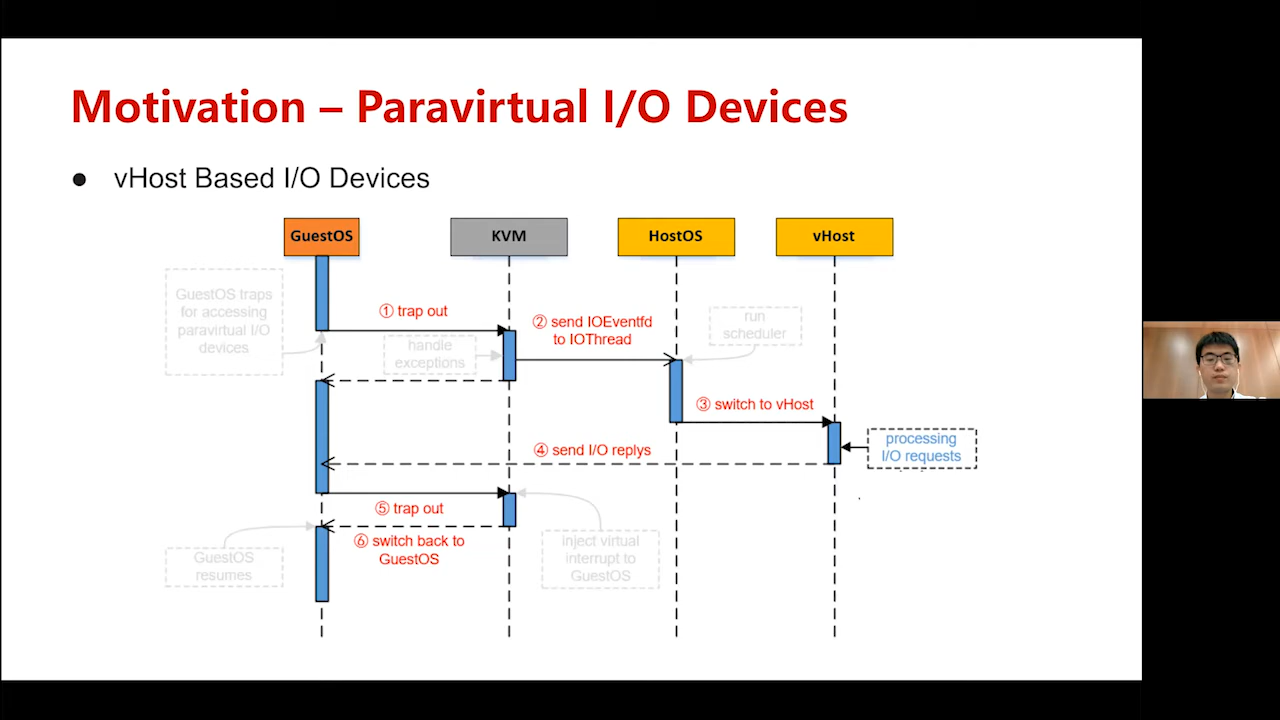 Motivation – Paravirtual I/O Devices
● vHost Based I/O Devices
GuestOS
KVM
HostOS
vHost
GuestOS traps
for accessing
paravirtual I/O
devices
① trap out
handle
exceptions
② send IOEventfd
to IOThread
run
scheduler
③ switch to vHost
processing
I/O requests
④ send I/O replys
⑤ trap out
⑥ switch back to
GuestOS
inject virtual
interrupt to
GuestOS
GuestOS
resumes